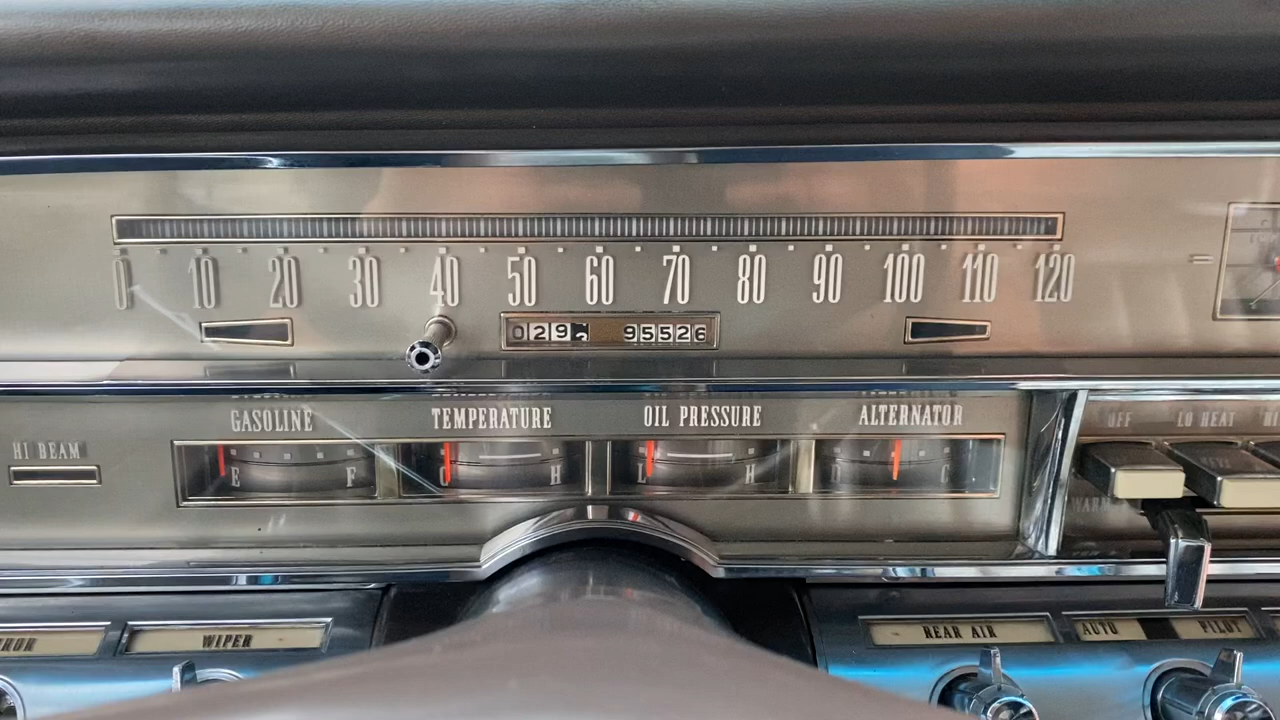 0 10 20 30 40 50 60 70 80 90 100 110 120
029 95526
GASOLINE TEMPERATURE OIL PRESSURE ALTERNATOR
OFF LO HEAT
HI BEAM
E F C H L H D C
WIPER
REAR AIR AUTO PILOT